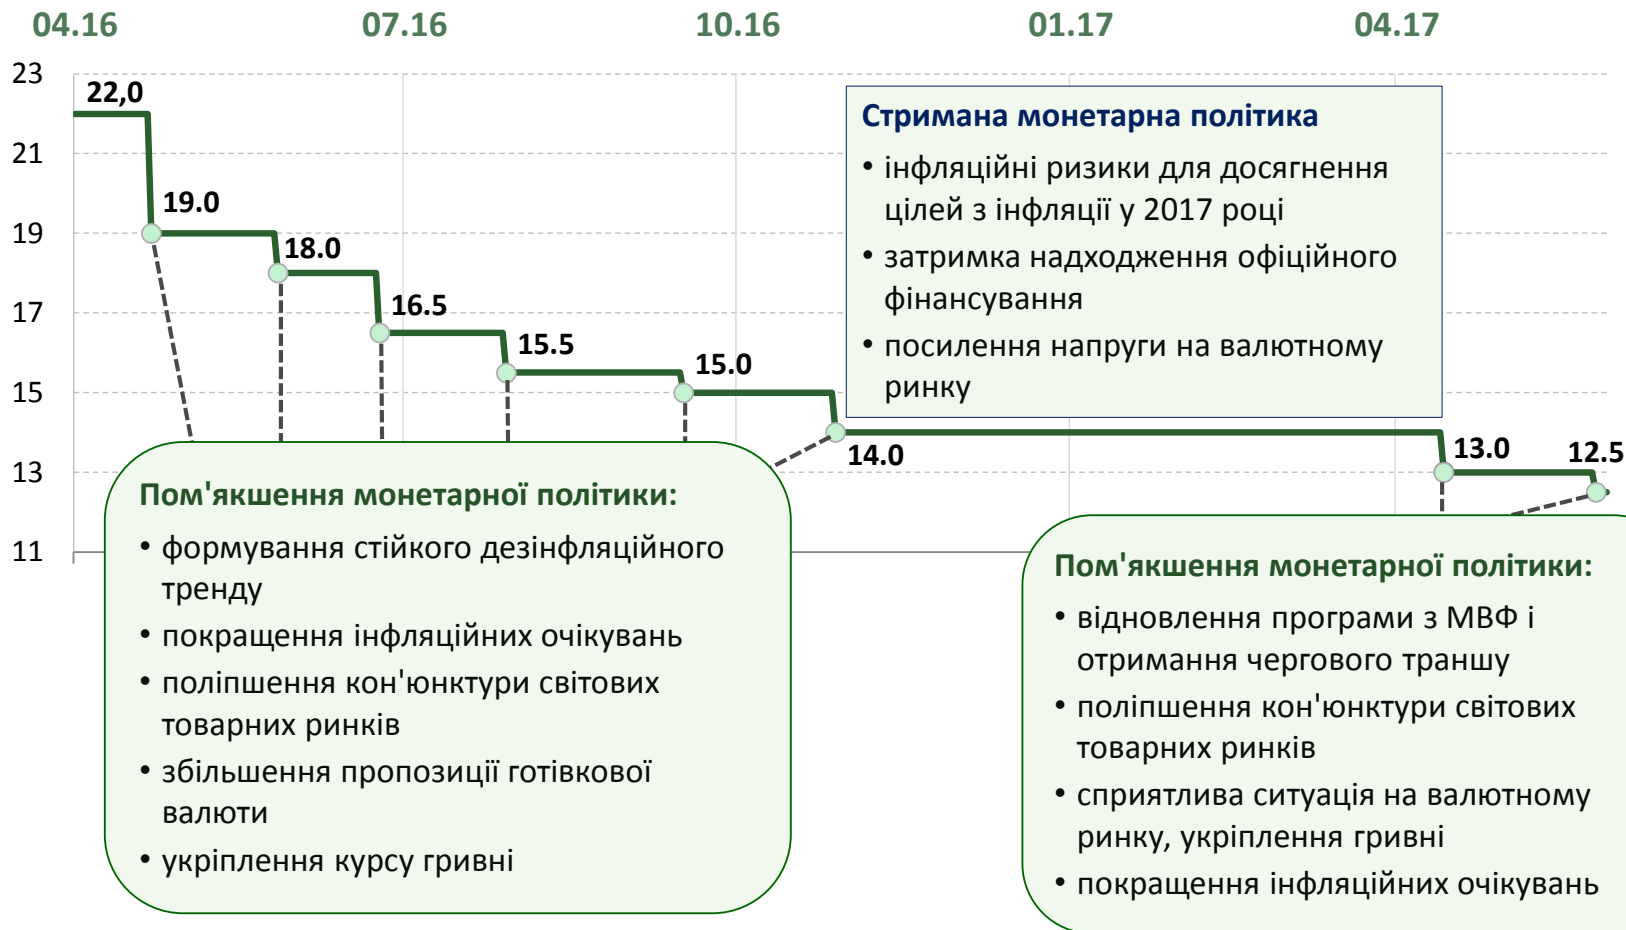 04.16 07.16 10.16 01.17 04.17
23
21
19
17
15
13
11
22,0
19.0
18.0
16.5
15.5
15.0
14.0
13.0
12.5
Стримана монетарна політика
• інфляційні ризики для досягнення
цілей з інфляції у 2017 році
• затримка надходження офіційного
фінансування
• посилення напруги на валютному
ринку
Пом'якшення монетарної політики:
• формування стійкого дезінфляційного
тренду
• покращення інфляційних очікувань
• поліпшення кон'юнктури світових
товарних ринків
• збільшення пропозиції готівкової
валюти
• укріплення курсу гривні
Пом'якшення монетарної політики:
• відновлення програми з МВФ і
отримання чергового траншу
• поліпшення кон'юнктури світових
товарних ринків
• сприятлива ситуація на валютному
ринку, укріплення гривні
• покращення інфляційних очікувань